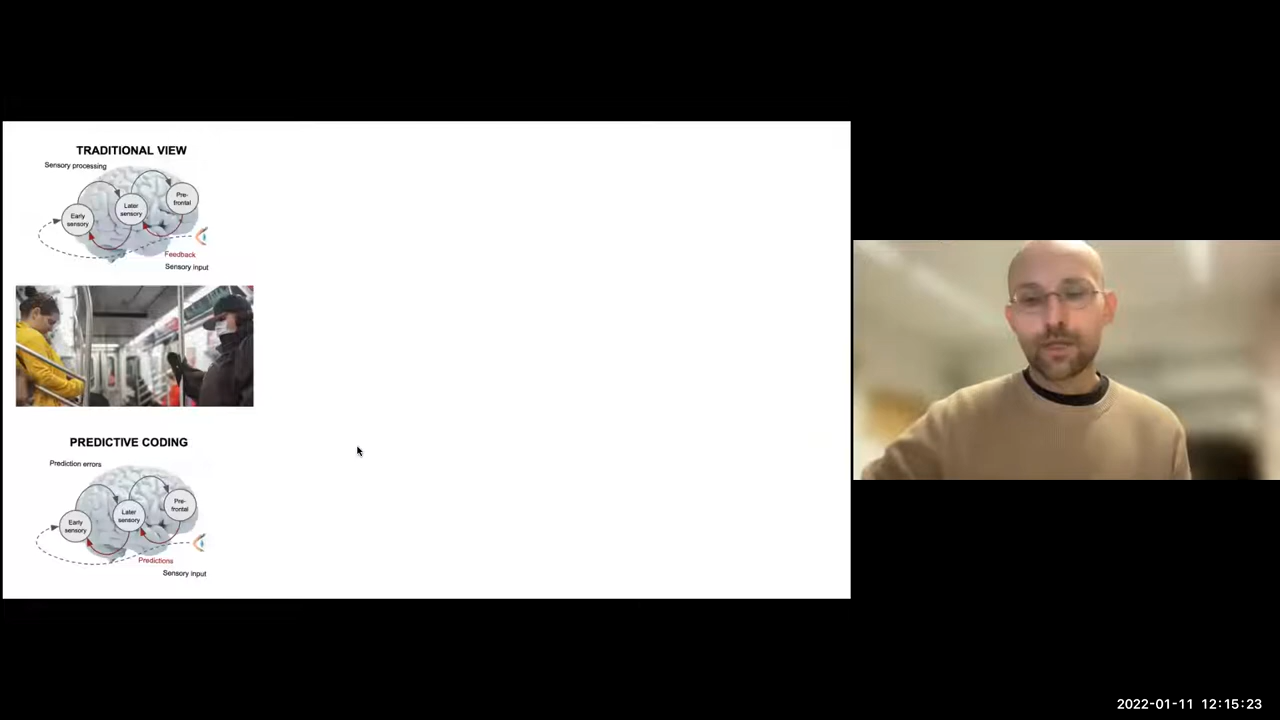 TRADITIONAL VIEW
Sensory processing
Pre-
frontal
Later
sensory
Early
sensory
Feedback
Sensory input
PREDICTIVE CODING
Prediction errors
Pre-
frontal
Later
sensory
Early
sensory
Predictions
Sensory input
2022-01-11 12:15:23